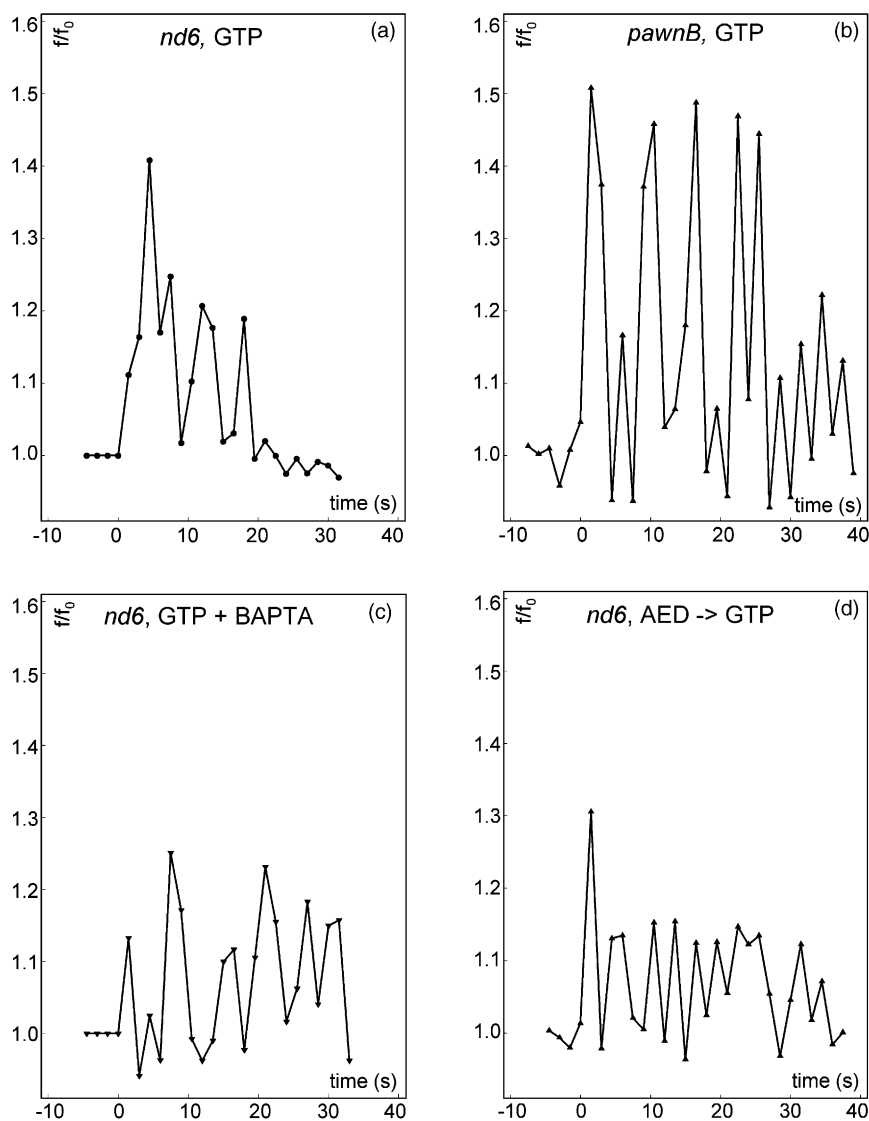 f/f0
nd6, GTP
(a)
1.6
1.5
1.4
1.3
1.2
1.1
1.0
time (s)
-10 0 10 20 30 40
f/f0
pawnB, GTP
(b)
1.6
1.5
1.4
1.3
1.2
1.1
1.0
time (s)
-10 0 10 20 30 40
f/f0
nd6, GTP + BAPTA
(c)
1.6
1.5
1.4
1.3
1.2
1.1
1.0
time (s)
-10 0 10 20 30 40
f/f0
nd6, AED -> GTP
(d)
1.6
1.5
1.4
1.3
1.2
1.1
1.0
time (s)
-10 0 10 20 30 40